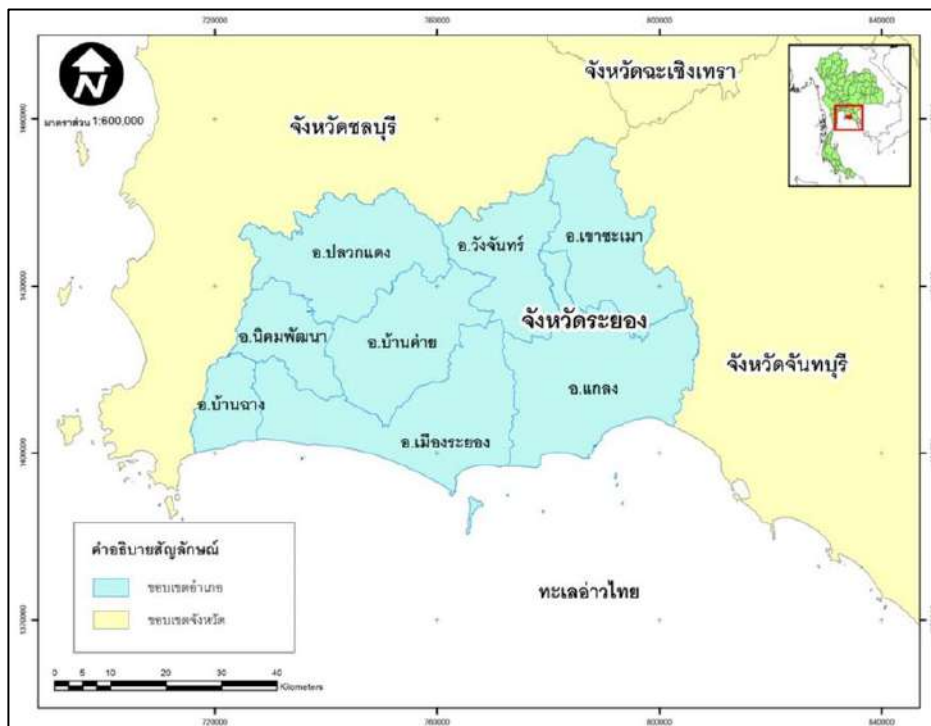 720000 760000 800000 840000
จังหวัดฉะเชิงเทรา
มาตราส่วน 1:600,000
จังหวัดชลบุรี
อ.ปลวกแดง
อ.วังจันทร์
อ.เขาชะเมา
จังหวัดระยอง
อ.นิคมพัฒนา
อ.บ้านค่าย
จังหวัดจันทบุรี
อ.แกลง
อ.บ้านฉาง
อ.เมืองระยอง
คำอธิบายสัญลักษณ์
ขอบเขตอำเภอ
ขอบเขตจังหวัด
ทะเลอ่าวไทย
1430000
1400000
1370000
0 5 10 20 30 40
Kilometers
720000 760000 800000 840000